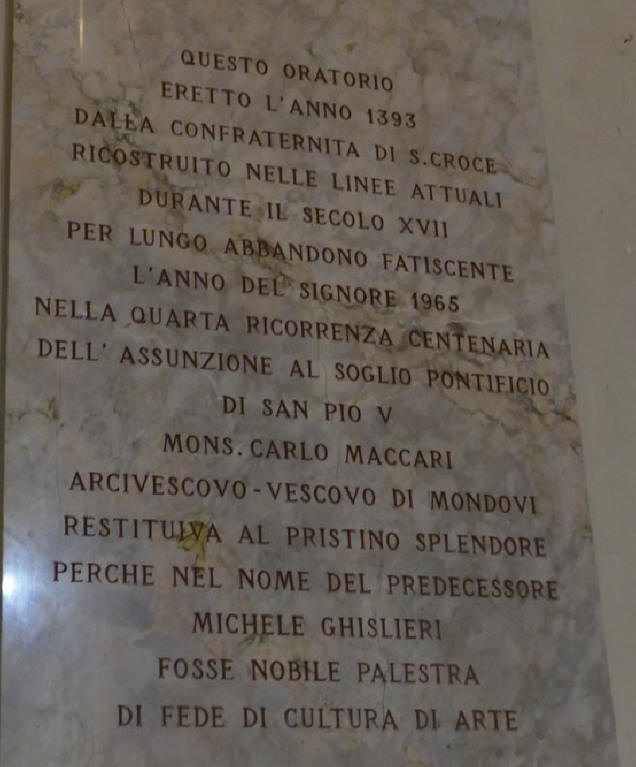 QUESTO ORATORIO
ERETTO L'ANNO 1393
DALLA CONFRATERNITA DI S.CROCE
RICOSTRUITO NELLE LINEE ATTUALI
DURANTE IL SECOLO XVII
PER LUNGO ABBANDONO FATISCENTE
L'ANNO DEL SIGNORE 1965
NELLA QUARTA RICORRENZA CENTENARIA
DELL' ASSUNZIONE AL SOGLIO PONTIFICIO
DI SAN PIO V
MONS. CARLO MACCARI
ARCIVESCOVO-VESCOVO DI MONDOVI
RESTITUIVA AL PRISTINO SPLENDORE
PERCHE NEL NOME DEL PREDECESSORE
MICHELE GHISLIERI
FOSSE NOBILE PALESTRA
DI FEDE DI CULTURA DI ARTE